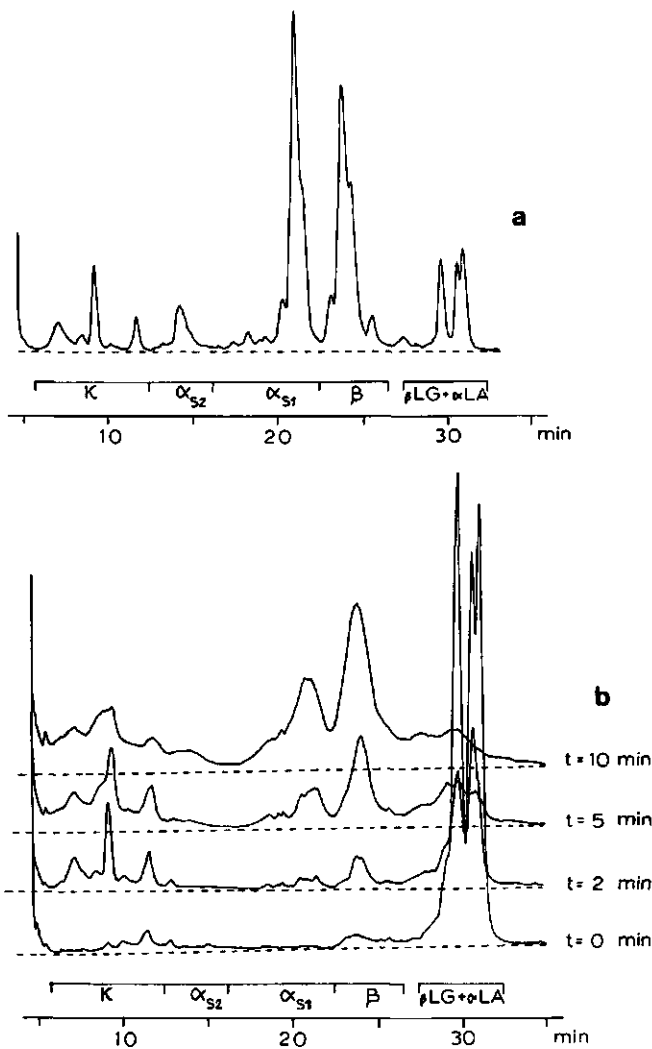 a
K αS2 αS1 β βLG+αLA
10 20 30 min
b
t = 10 min
t = 5 min
t = 2 min
t = 0 min
K αS2 αS1 β βLG+αLA
10 20 30 min